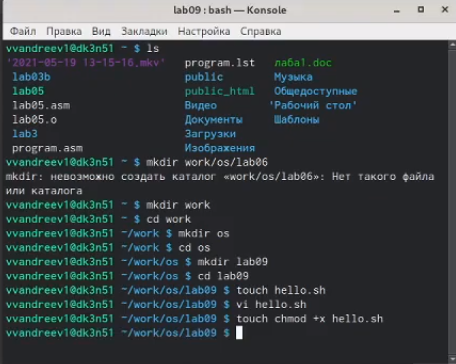 lab09 : bash — Konsole
Файл Правка Вид Закладки Настройка Справка
vvandreev1@dk3n51 ~ $ ls
'2021-05-19 13-15-16.mkv' program.lst лаба1.doc
lab03b public Музыка
lab05 public_html Общедоступные
lab05.asm Видео 'Рабочий стол'
lab05.o Документы Шаблоны
lab3 Загрузки
program.asm Изображения
vvandreev1@dk3n51 ~ $ mkdir work/os/lab06
mkdir: невозможно создать каталог «work/os/lab06»: Нет такого файла
или каталога
vvandreev1@dk3n51 ~ $ mkdir work
vvandreev1@dk3n51 ~ $ cd work
vvandreev1@dk3n51 ~/work $ mkdir os
vvandreev1@dk3n51 ~/work $ cd os
vvandreev1@dk3n51 ~/work/os $ mkdir lab09
vvandreev1@dk3n51 ~/work/os $ cd lab09
vvandreev1@dk3n51 ~/work/os/lab09 $ touch hello.sh
vvandreev1@dk3n51 ~/work/os/lab09 $ vi hello.sh
vvandreev1@dk3n51 ~/work/os/lab09 $ touch chmod +x hello.sh
vvandreev1@dk3n51 ~/work/os/lab09 $